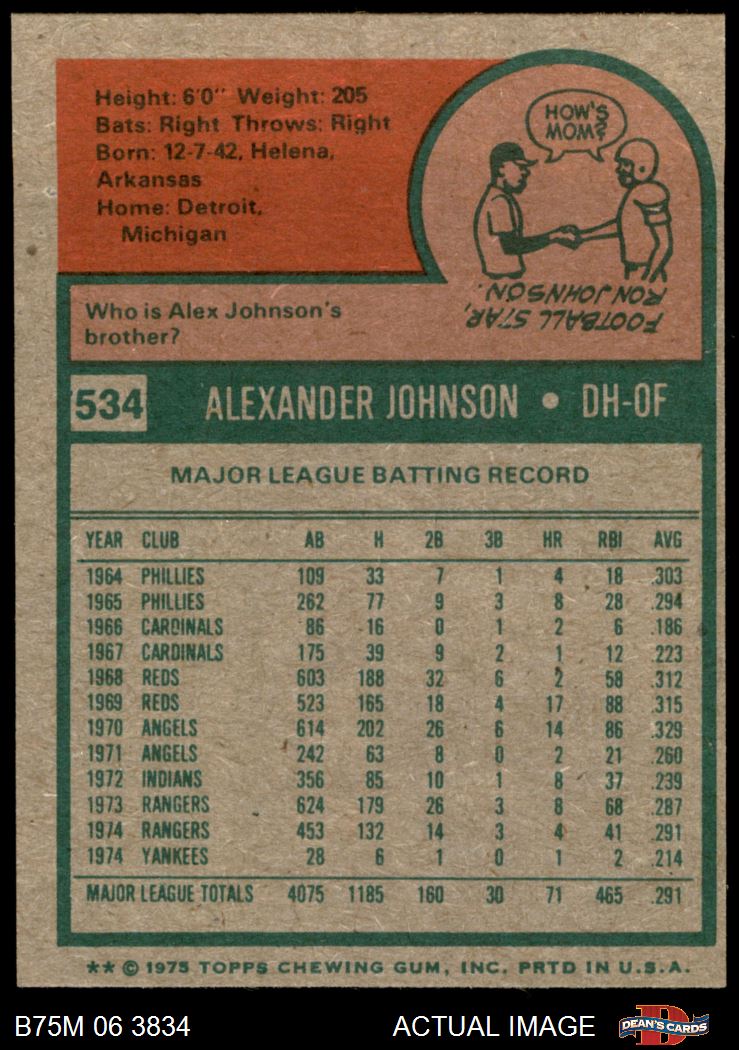 Height: 6'0" Weight: 205
Bats: Right Throws: Right
Born: 12-7-42, Helena,
Arkansas
Home: Detroit,
Michigan
HOW'S
MOM?
Who is Alex Johnson's
brother?
FOOTBALL STAR,
RON JOHNSON.
534 ALEXANDER JOHNSON • DH-OF
MAJOR LEAGUE BATTING RECORD
YEAR CLUB AB H 2B 3B HR RBI AVG
1964 PHILLIES 109 33 7 1 4 18 .303
1965 PHILLIES 262 77 9 3 8 28 .294
1966 CARDINALS 86 16 0 1 2 6 .186
1967 CARDINALS 175 39 9 2 1 12 .223
1968 REDS 603 188 32 6 2 58 .312
1969 REDS 523 165 18 4 17 88 .315
1970 ANGELS 614 202 26 6 14 86 .329
1971 ANGELS 242 63 8 0 2 21 .260
1972 INDIANS 356 85 10 1 8 37 .239
1973 RANGERS 624 179 26 3 8 68 .287
1974 RANGERS 453 132 14 3 4 41 .291
1974 YANKEES 28 6 1 0 1 2 .214
MAJOR LEAGUE TOTALS 4075 1185 160 30 71 465 .291
** © 1975 TOPPS CHEWING GUM, INC. PRTD IN U.S.A.
B75M 06 3834 ACTUAL IMAGE
D
DEAN'S CARDS